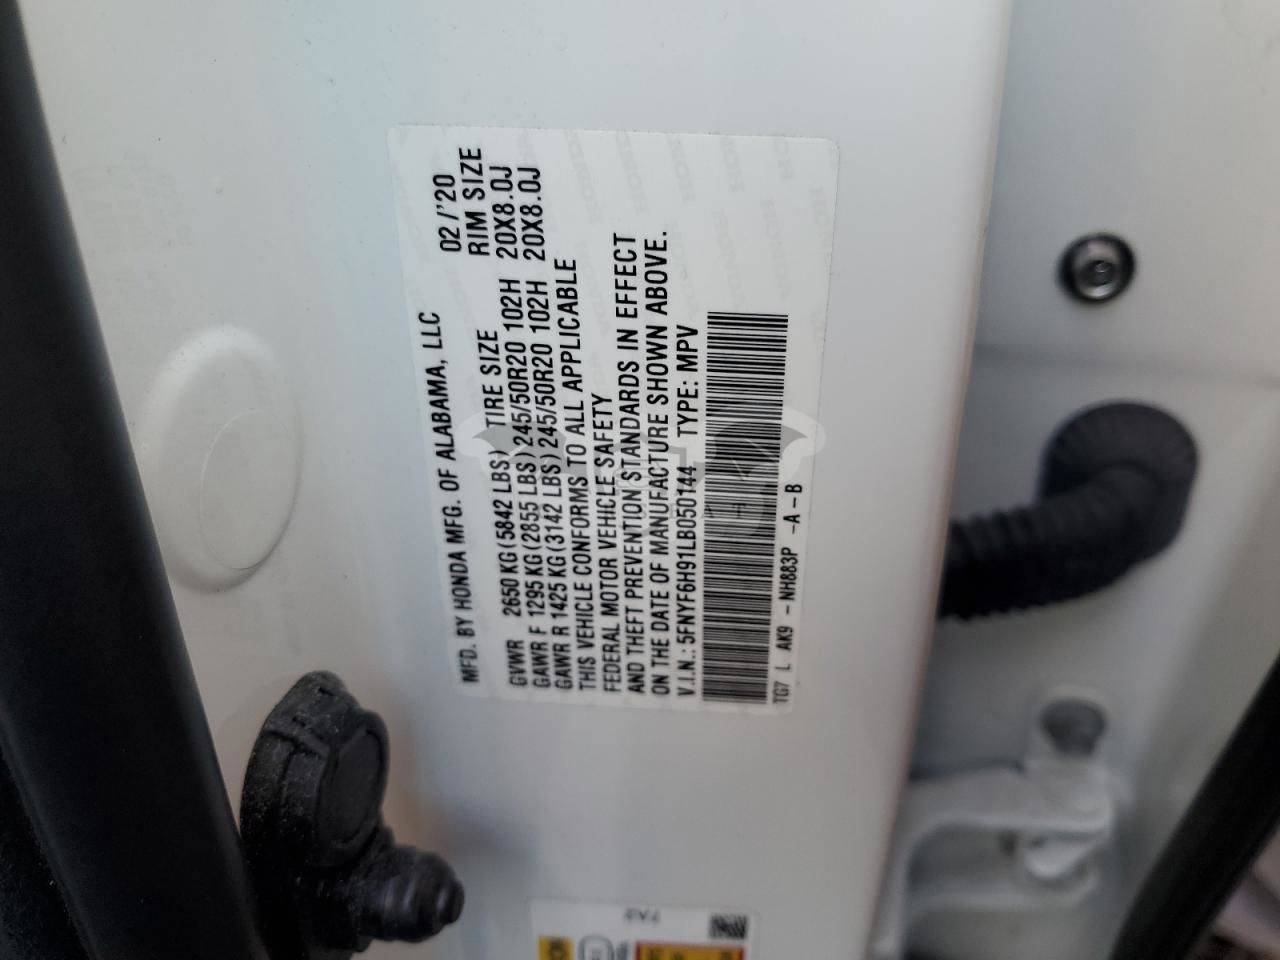 MFD. BY HONDA MFG. OF ALABAMA, LLC 02/'20
TIRE SIZE RIM SIZE
GVWR 2650 KG (5842 LBS)
GAWR F 1295 KG (2855 LBS) 245/50R20 102H 20X8.0J
GAWR R 1425 KG (3142 LBS) 245/50R20 102H 20X8.0J
THIS VEHICLE CONFORMS TO ALL APPLICABLE
FEDERAL MOTOR VEHICLE SAFETY
AND THEFT PREVENTION STANDARDS IN EFFECT
ON THE DATE OF MANUFACTURE SHOWN ABOVE.
V.I.N.: 5FNYF6H91LB050144 TYPE: MPV
TG7 L AK9 - NH883P -A-B